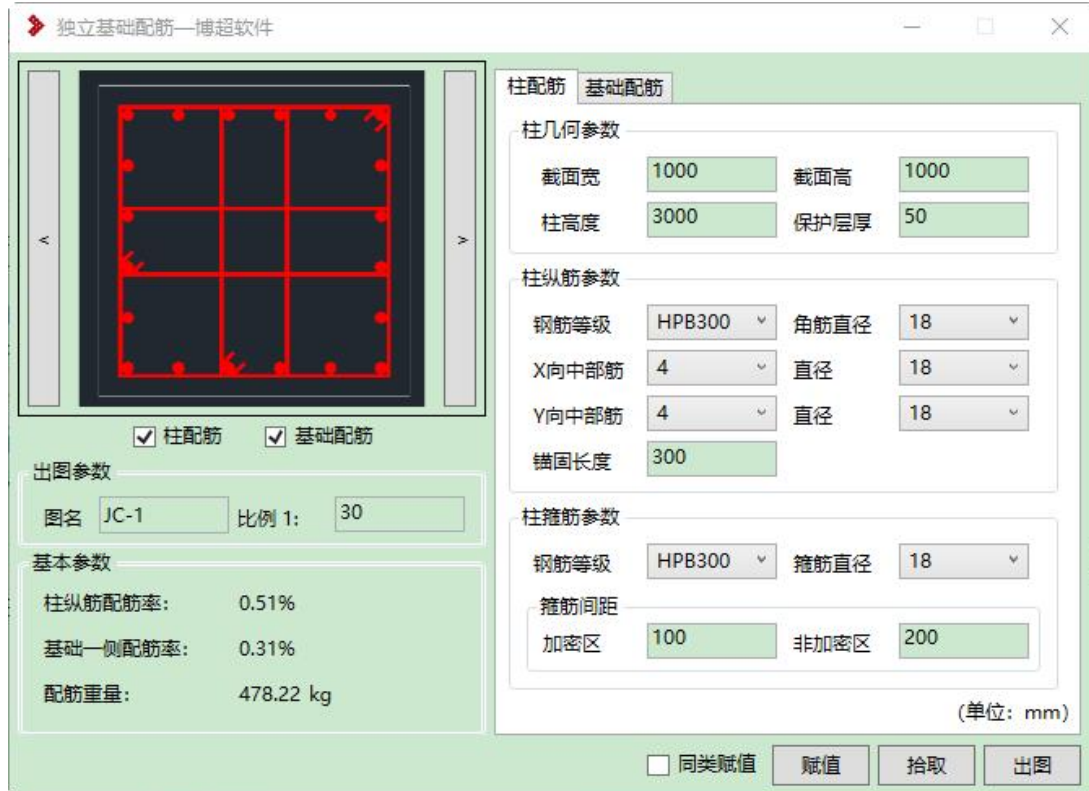 独立基础配筋—博超软件
<
>
柱配筋 基础配筋
出图参数
图名 JC-1 比例 1: 30
基本参数
柱纵筋配筋率: 0.51%
基础一侧配筋率: 0.31%
配筋重量: 478.22 kg
柱配筋 基础配筋
柱几何参数
截面宽 1000 截面高 1000
柱高度 3000 保护层厚 50
柱纵筋参数
钢筋等级 HPB300 角筋直径 18
X向中部筋 4 直径 18
Y向中部筋 4 直径 18
锚固长度 300
柱箍筋参数
钢筋等级 HPB300 箍筋直径 18
箍筋间距
加密区 100 非加密区 200
(单位: mm)
同类赋值 赋值 拾取 出图